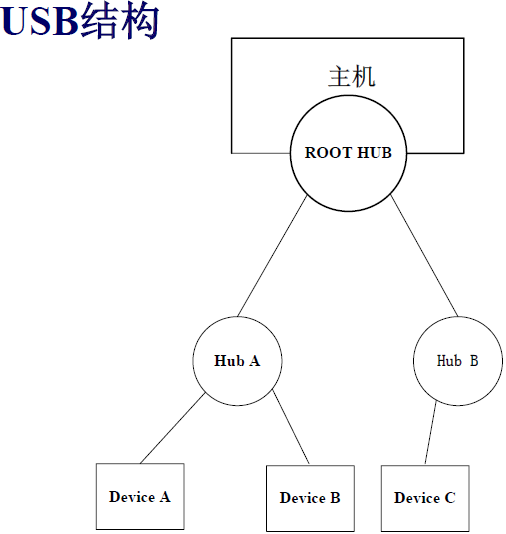 USB结构
主机
ROOT HUB
Hub A
Hub B
Device A
Device B
Device C